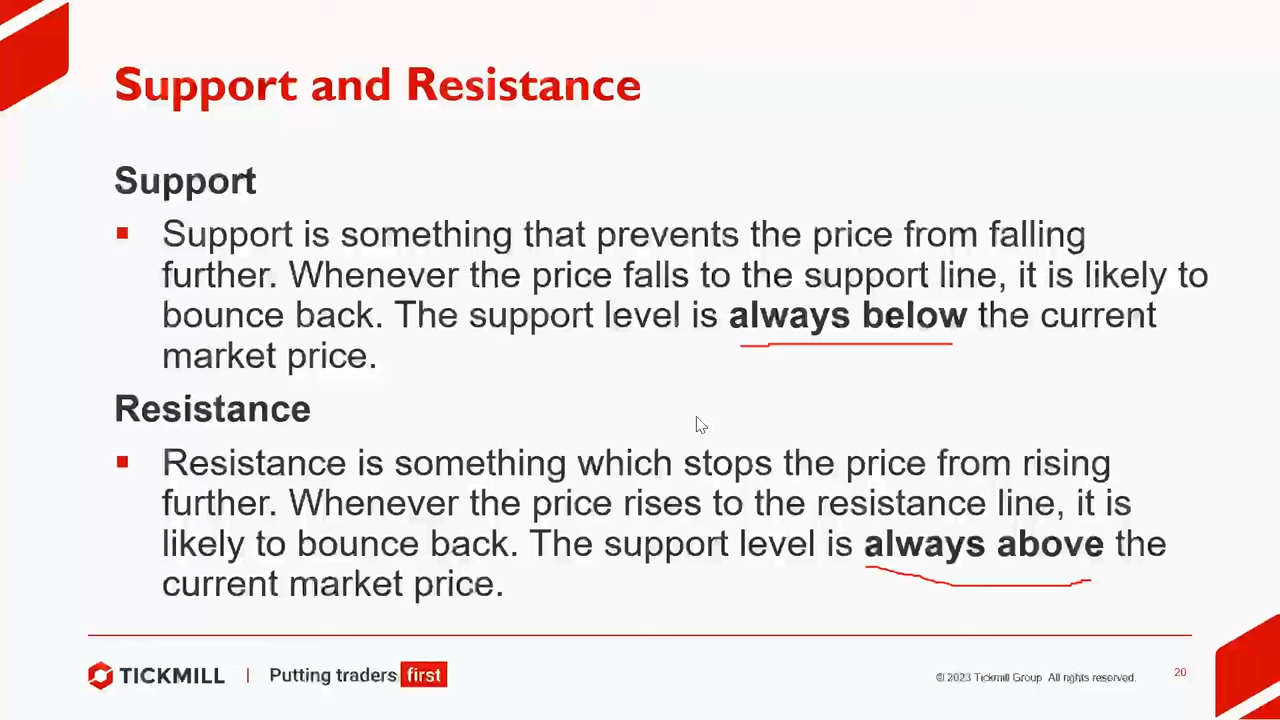 Support and Resistance
Support
▪ Support is something that prevents the price from falling
further. Whenever the price falls to the support line, it is likely to
bounce back. The support level is always below the current
market price.
Resistance
▪ Resistance is something which stops the price from rising
further. Whenever the price rises to the resistance line, it is
likely to bounce back. The support level is always above the
current market price.
TICKMILL | Putting traders first
© 2023 Tickmill Group All rights reserved.
20